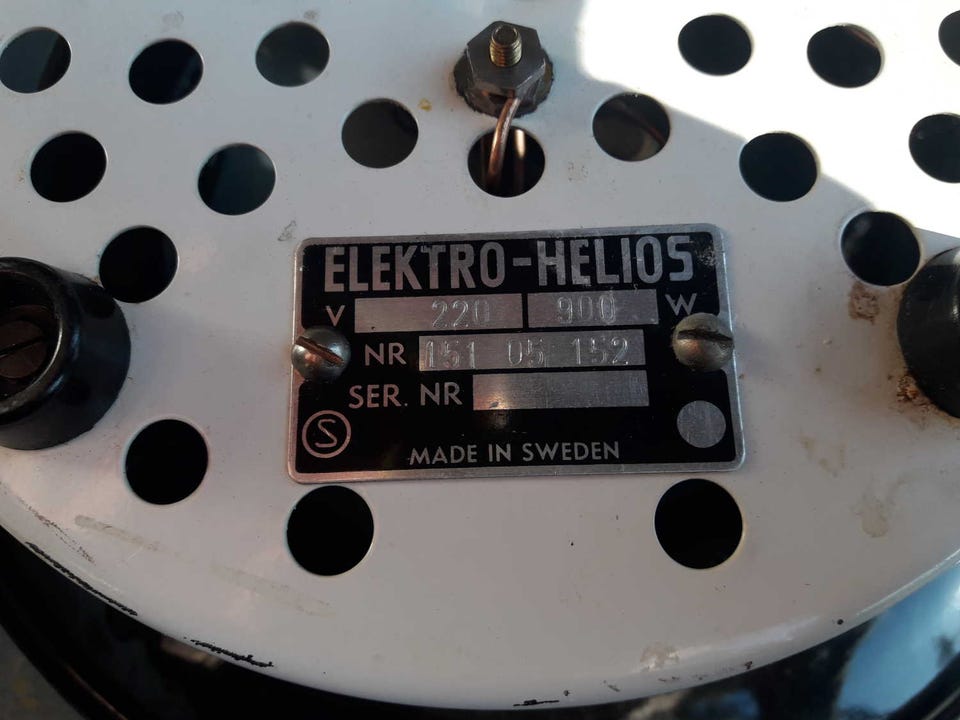 ELEKTRO-HELIOS
V 220 900 W
NR 151 05 152
SER. NR
S
MADE IN SWEDEN